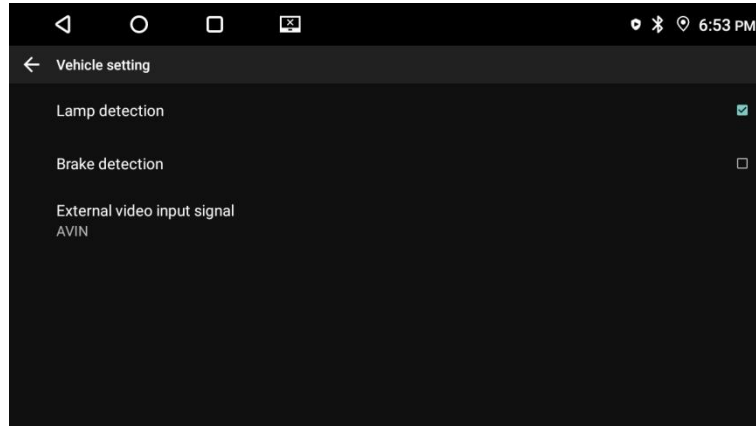 6:53 PM
Vehicle setting
Lamp detection
Brake detection
External video input signal
AVIN